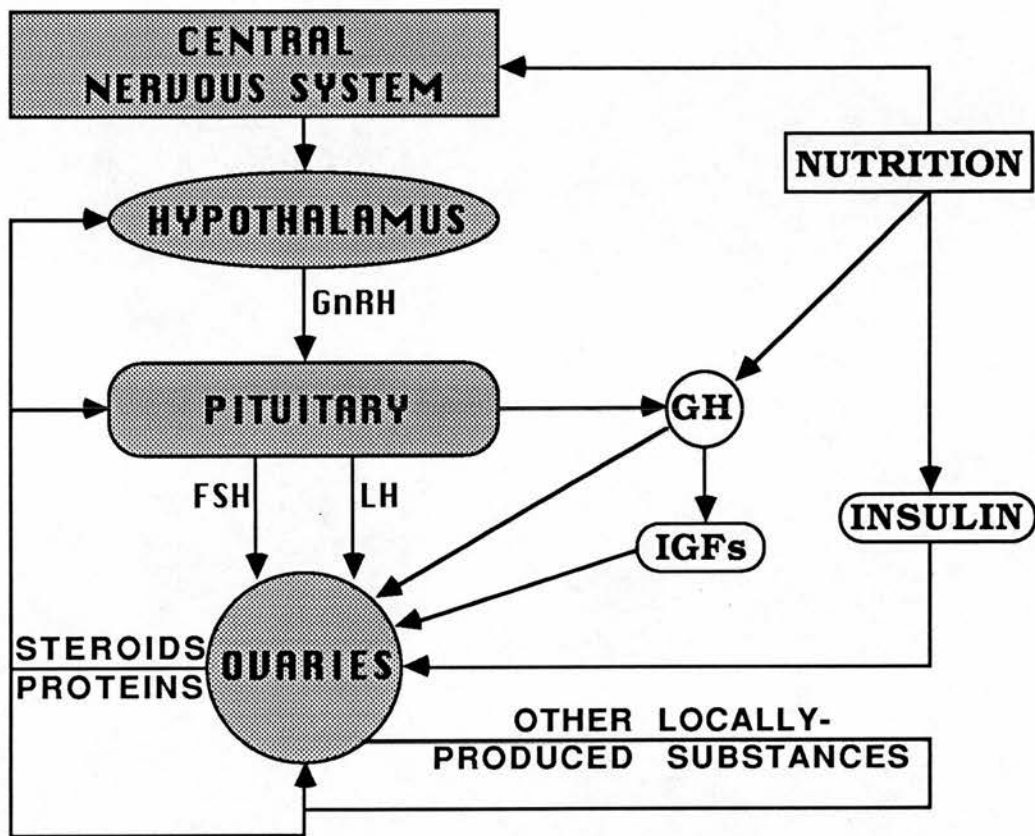 CENTRAL
NERVOUS SYSTEM
NUTRITION
HYPOTHALAMUS
GnRH
PITUITARY
GH
FSH
LH
INSULIN
IGFs
STEROIDS
PROTEINS
OVARIES
OTHER LOCALLY-
PRODUCED SUBSTANCES